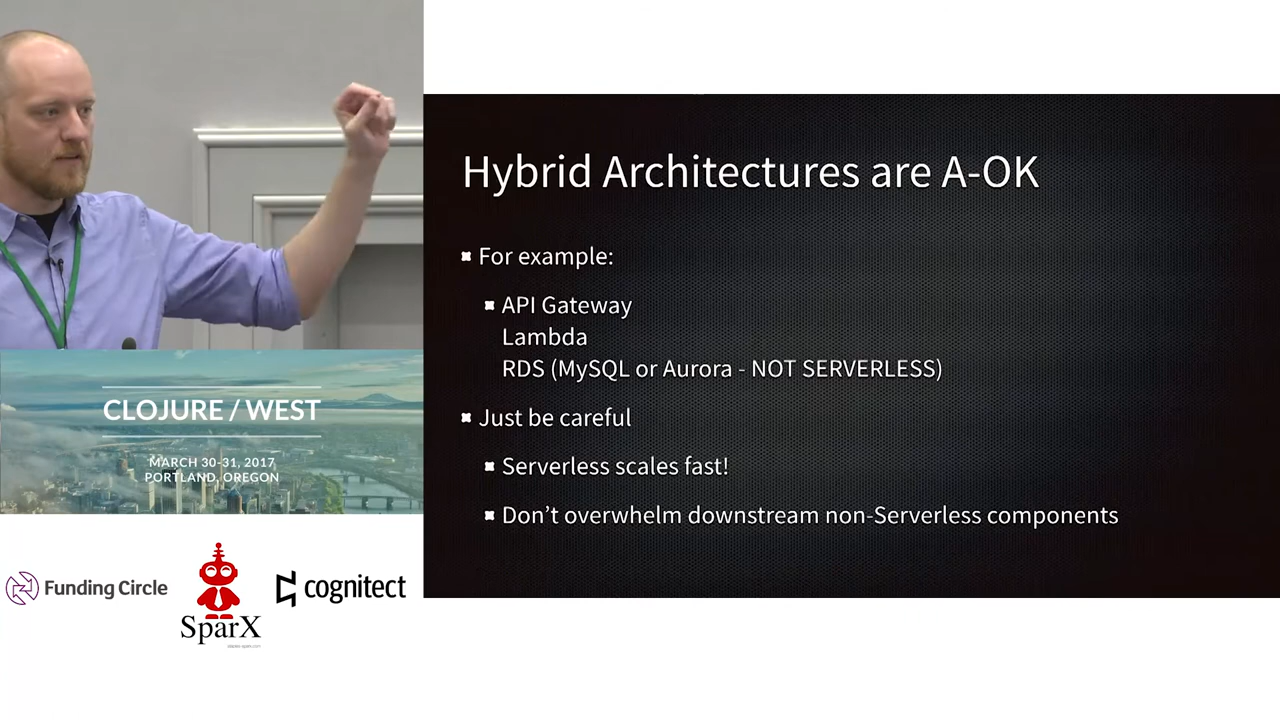 Hybrid Architectures are A-OK
For example:
API Gateway
Lambda
RDS (MySQL or Aurora - NOT SERVERLESS)
Just be careful
Serverless scales fast!
Don’t overwhelm downstream non-Serverless components
CLOJURE / WEST
MARCH 30-31, 2017
PORTLAND, OREGON
Funding Circle
SparX
cognitect